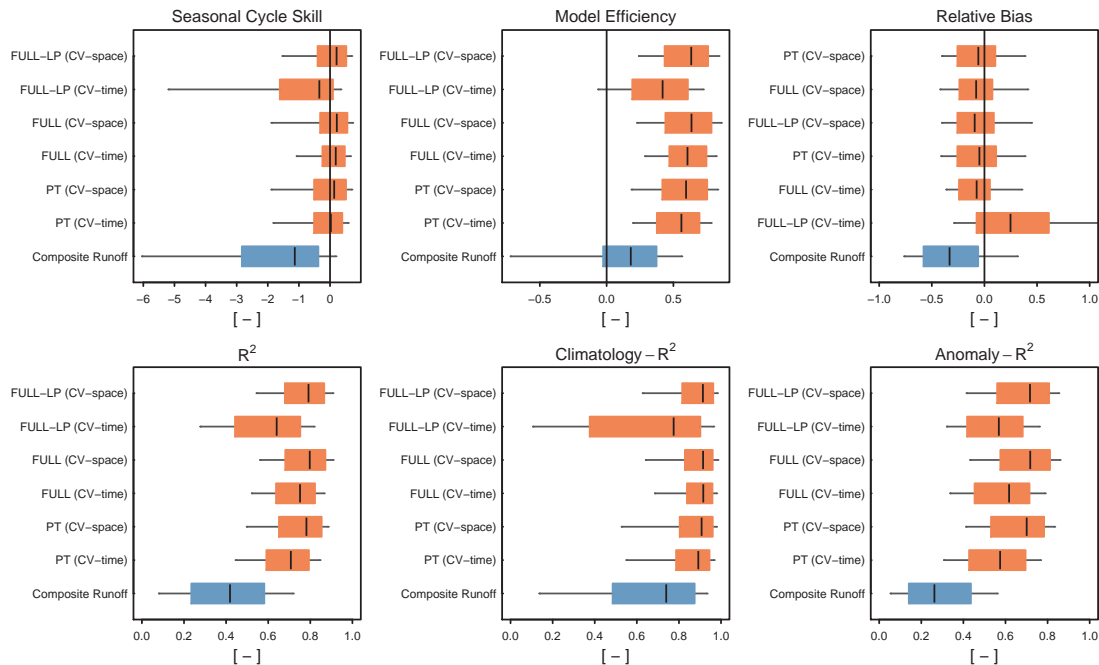 Seasonal Cycle Skill
FULL−LP (CV−space)
FULL−LP (CV−time)
FULL (CV−space)
FULL (CV−time)
PT (CV−space)
PT (CV−time)
Composite Runoff
−6 −5 −4 −3 −2 −1 0
[ − ]
Model Efficiency
FULL−LP (CV−space)
FULL−LP (CV−time)
FULL (CV−space)
FULL (CV−time)
PT (CV−space)
PT (CV−time)
Composite Runoff
−0.5 0.0 0.5
[ − ]
Relative Bias
PT (CV−space)
FULL (CV−space)
FULL−LP (CV−space)
PT (CV−time)
FULL (CV−time)
FULL−LP (CV−time)
Composite Runoff
−1.0 −0.5 0.0 0.5 1.0
[ − ]
R²
FULL−LP (CV−space)
FULL−LP (CV−time)
FULL (CV−space)
FULL (CV−time)
PT (CV−space)
PT (CV−time)
Composite Runoff
0.0 0.2 0.4 0.6 0.8 1.0
[ − ]
Climatology − R²
FULL−LP (CV−space)
FULL−LP (CV−time)
FULL (CV−space)
FULL (CV−time)
PT (CV−space)
PT (CV−time)
Composite Runoff
0.0 0.2 0.4 0.6 0.8 1.0
[ − ]
Anomaly − R²
FULL−LP (CV−space)
FULL−LP (CV−time)
FULL (CV−space)
FULL (CV−time)
PT (CV−space)
PT (CV−time)
Composite Runoff
0.0 0.2 0.4 0.6 0.8 1.0
[ − ]